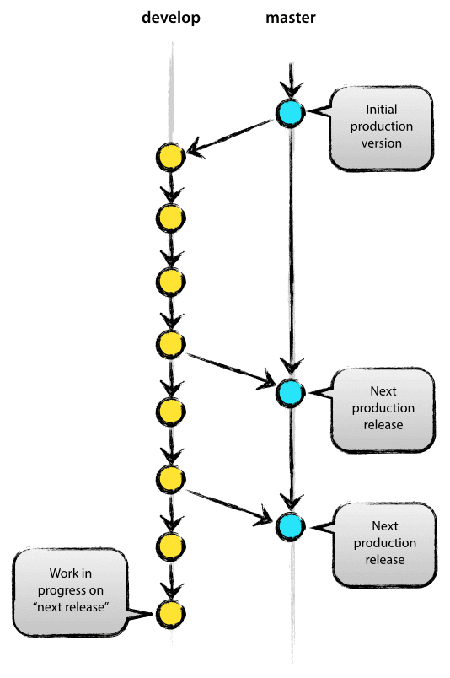 develop
master
Initial
production
version
Next
production
release
Next
production
release
Work in
progress on
“next release”